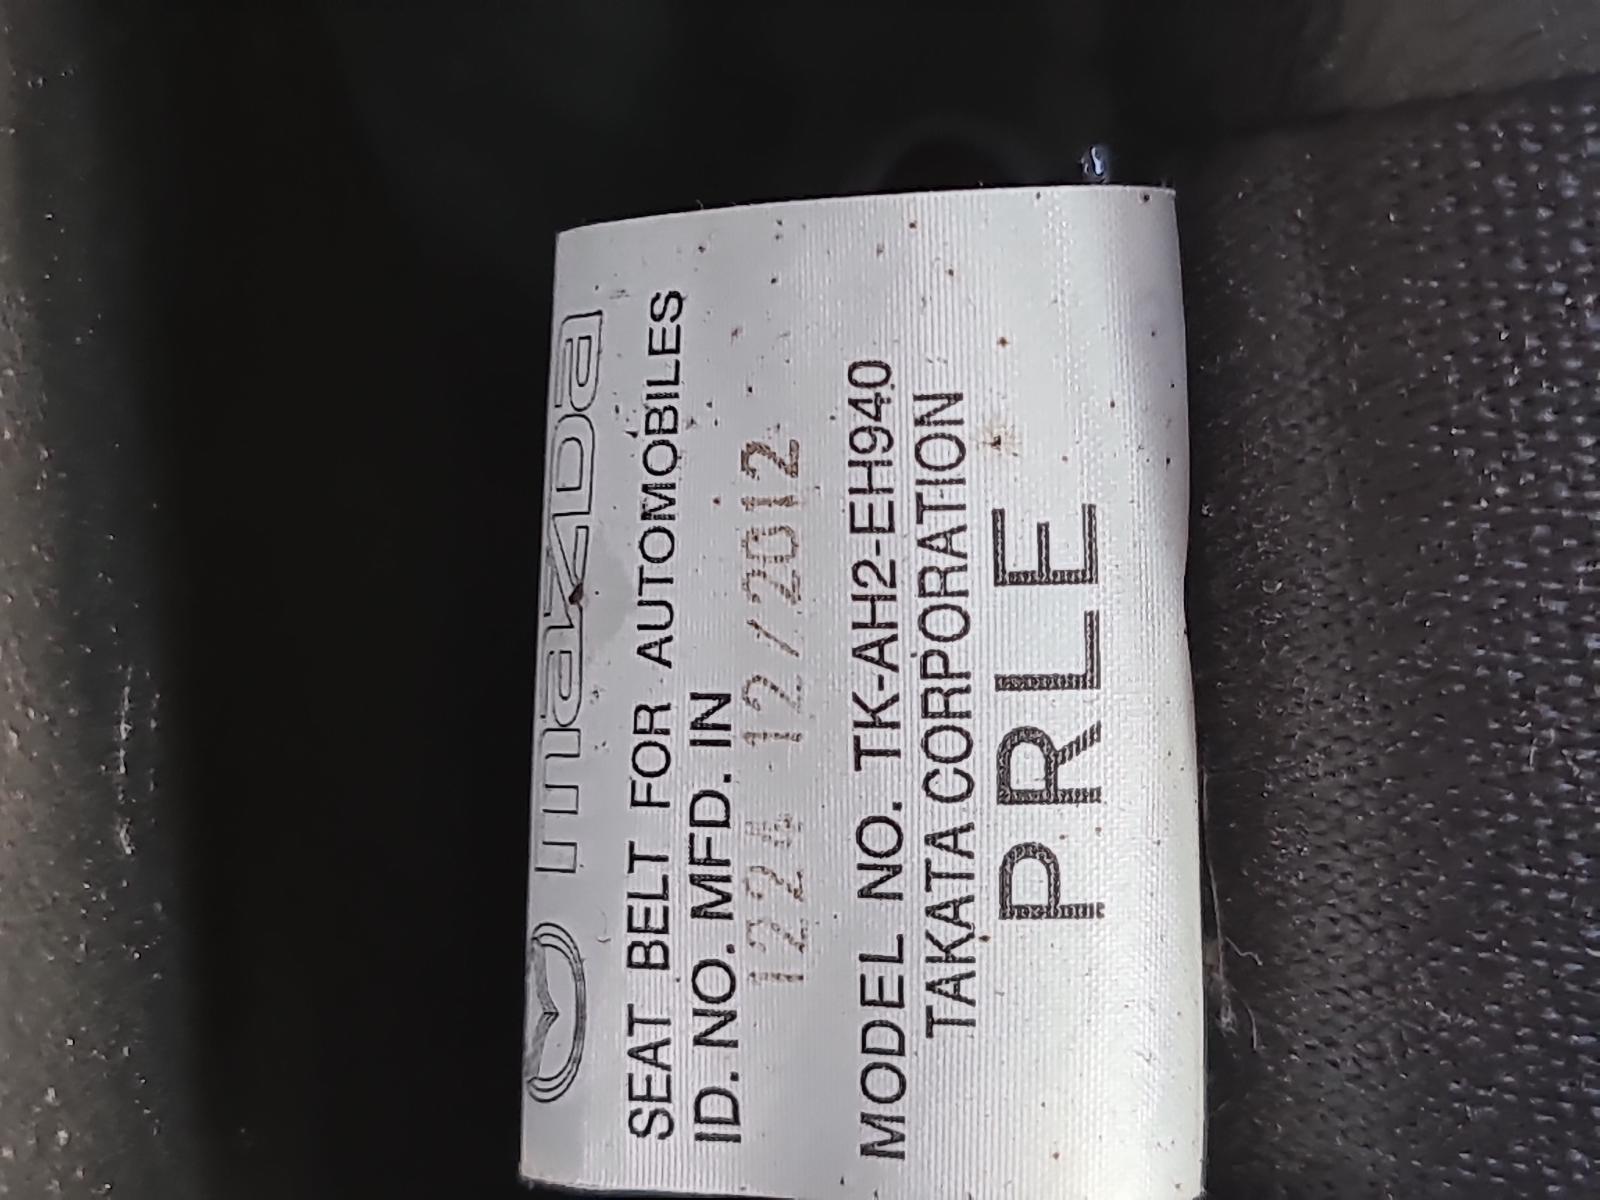 mazda
SEAT BELT FOR AUTOMOBILES
ID. NO. MFD. IN
12/2012
MODEL NO. TK-AH2-EH940
TAKATA CORPORATION
PRLE